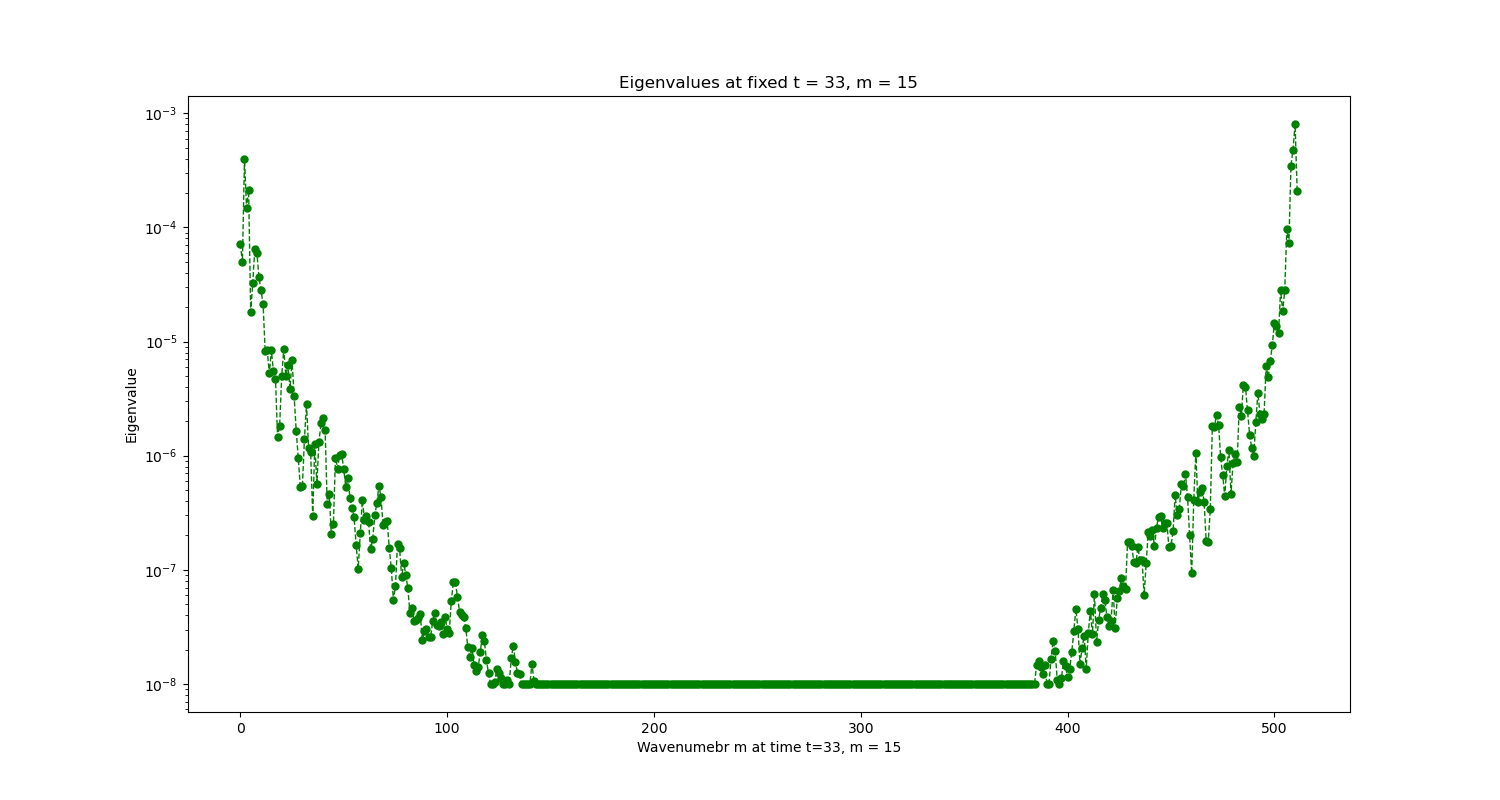 Eigenvalues at fixed t = 33, m = 15
10⁻³
10⁻⁴
10⁻⁵
10⁻⁶
10⁻⁷
10⁻⁸
Eigenvalue
0 100 200 300 400 500
Wavenumebr m at time t=33, m = 15